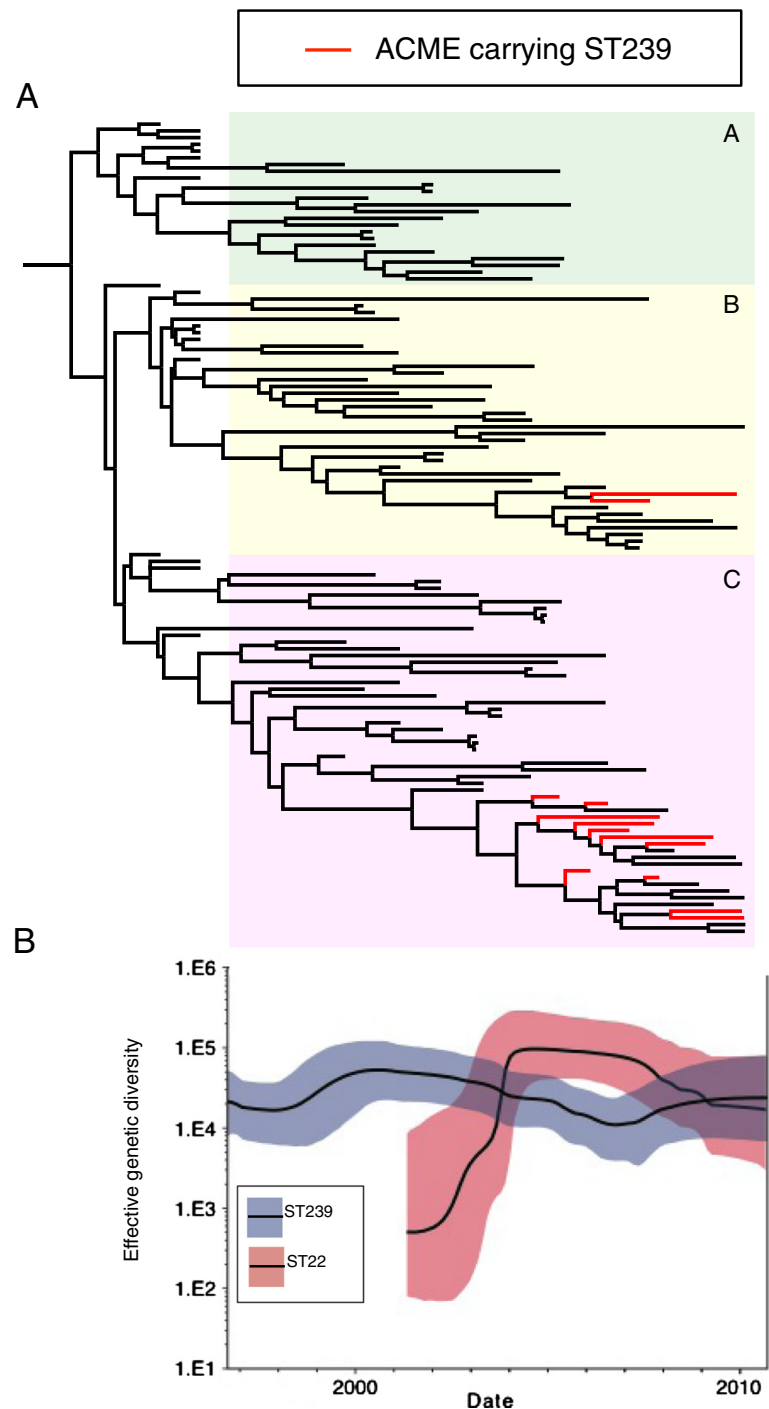 ACME carrying ST239
A
A
B
C
B
1.E6
1.E5
1.E4
1.E3
1.E2
1.E1
Effective genetic diversity
ST239
ST22
2000
2010
Date